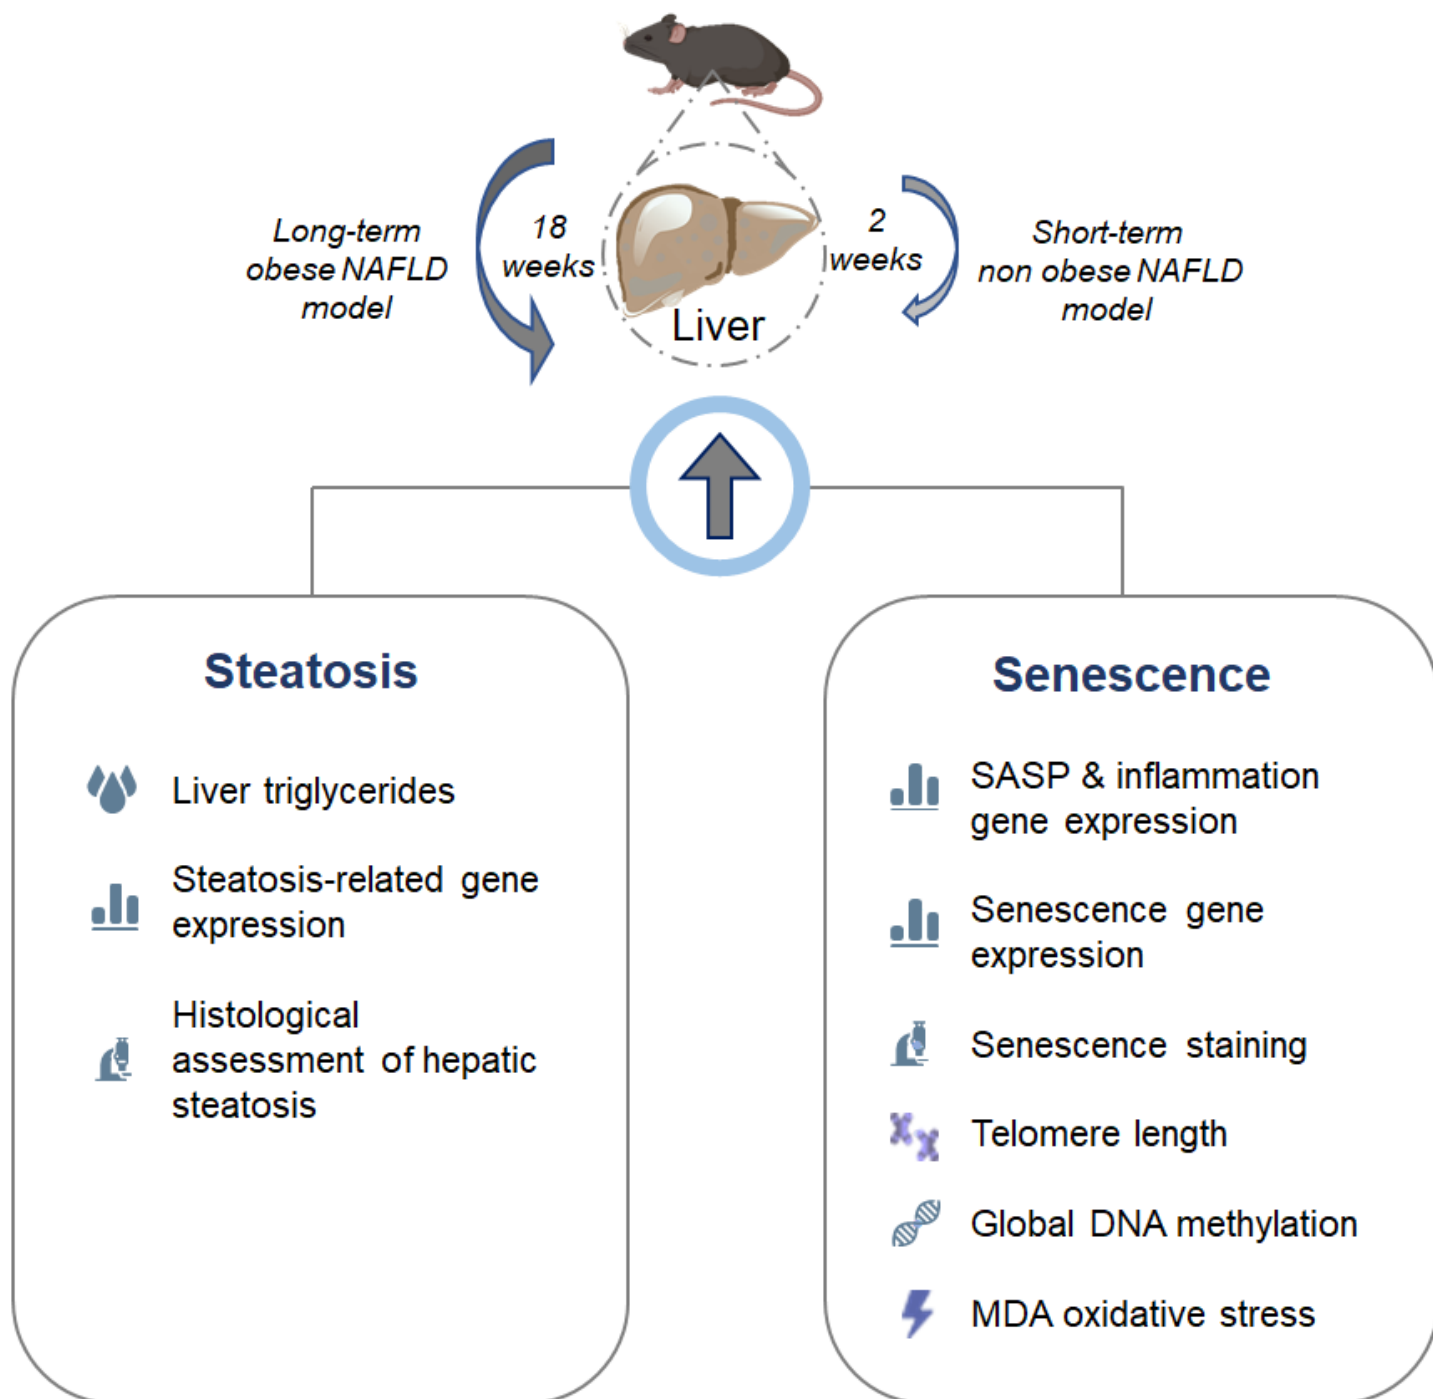 Long-term
obese NAFLD
model
18
weeks
Liver
2
weeks
Short-term
non obese NAFLD
model
Steatosis
Liver triglycerides
Steatosis-related gene
expression
Histological
assessment of hepatic
steatosis
Senescence
SASP & inflammation
gene expression
Senescence gene
expression
Senescence staining
Telomere length
Global DNA methylation
MDA oxidative stress